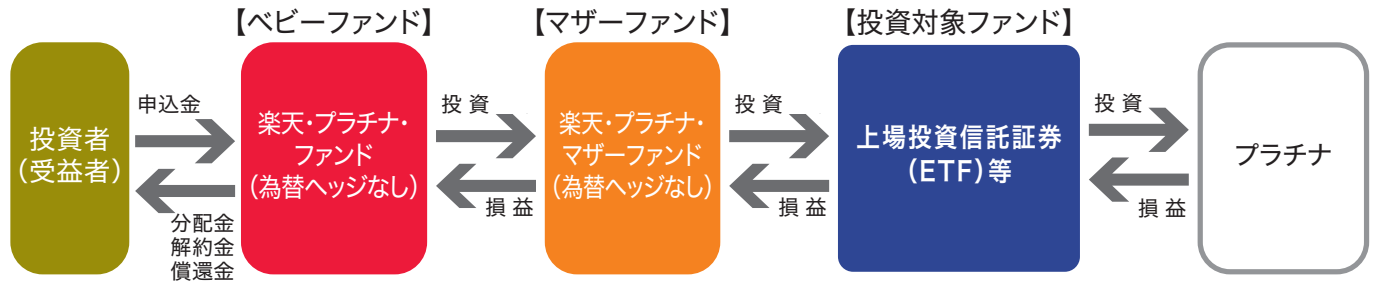 【ベビーファンド】
【マザーファンド】
【投資対象ファンド】
投資者
（受益者）
申込金
分配金
解約金
償還金
楽天・プラチナ・
ファンド
（為替ヘッジなし）
投 資
損 益
楽天・プラチナ・
マザーファンド
（為替ヘッジなし）
投 資
損 益
上場投資信託証券
（ETF）等
投 資
損 益
プラチナ